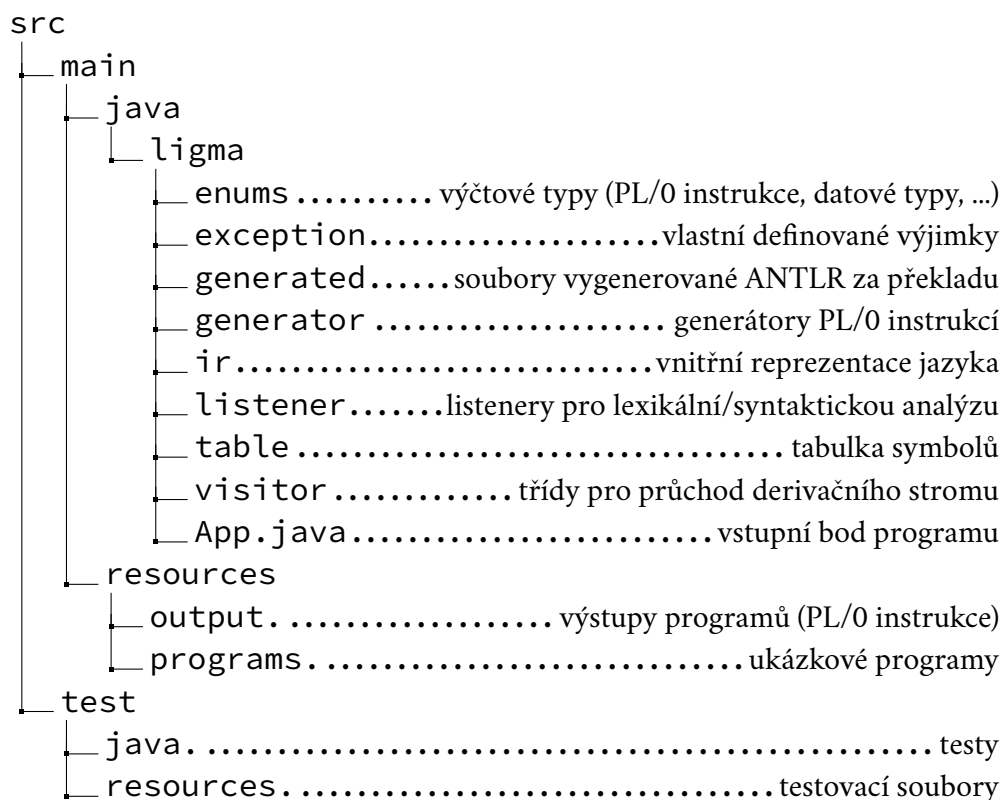 src
main
java
ligma
enums .......... výčtové typy (PL/0 instrukce, datové typy, ...)
exception.....................vlastní definované výjimky
generated......soubory vygenerované ANTLR za překladu
generator ..................... generátory PL/0 instrukcí
ir..............................vnitřní reprezentace jazyka
listener.......listenery pro lexikální/syntaktickou analýzu
table ................................... tabulka symbolů
visitor.............třídy pro průchod derivačního stromu
App.java..........................vstupní bod programu
resources
output. ................... výstupy programů (PL/0 instrukce)
programs. ..............................ukázkové programy
test
java. ..................................................... testy
resources. ..................................testovací soubory